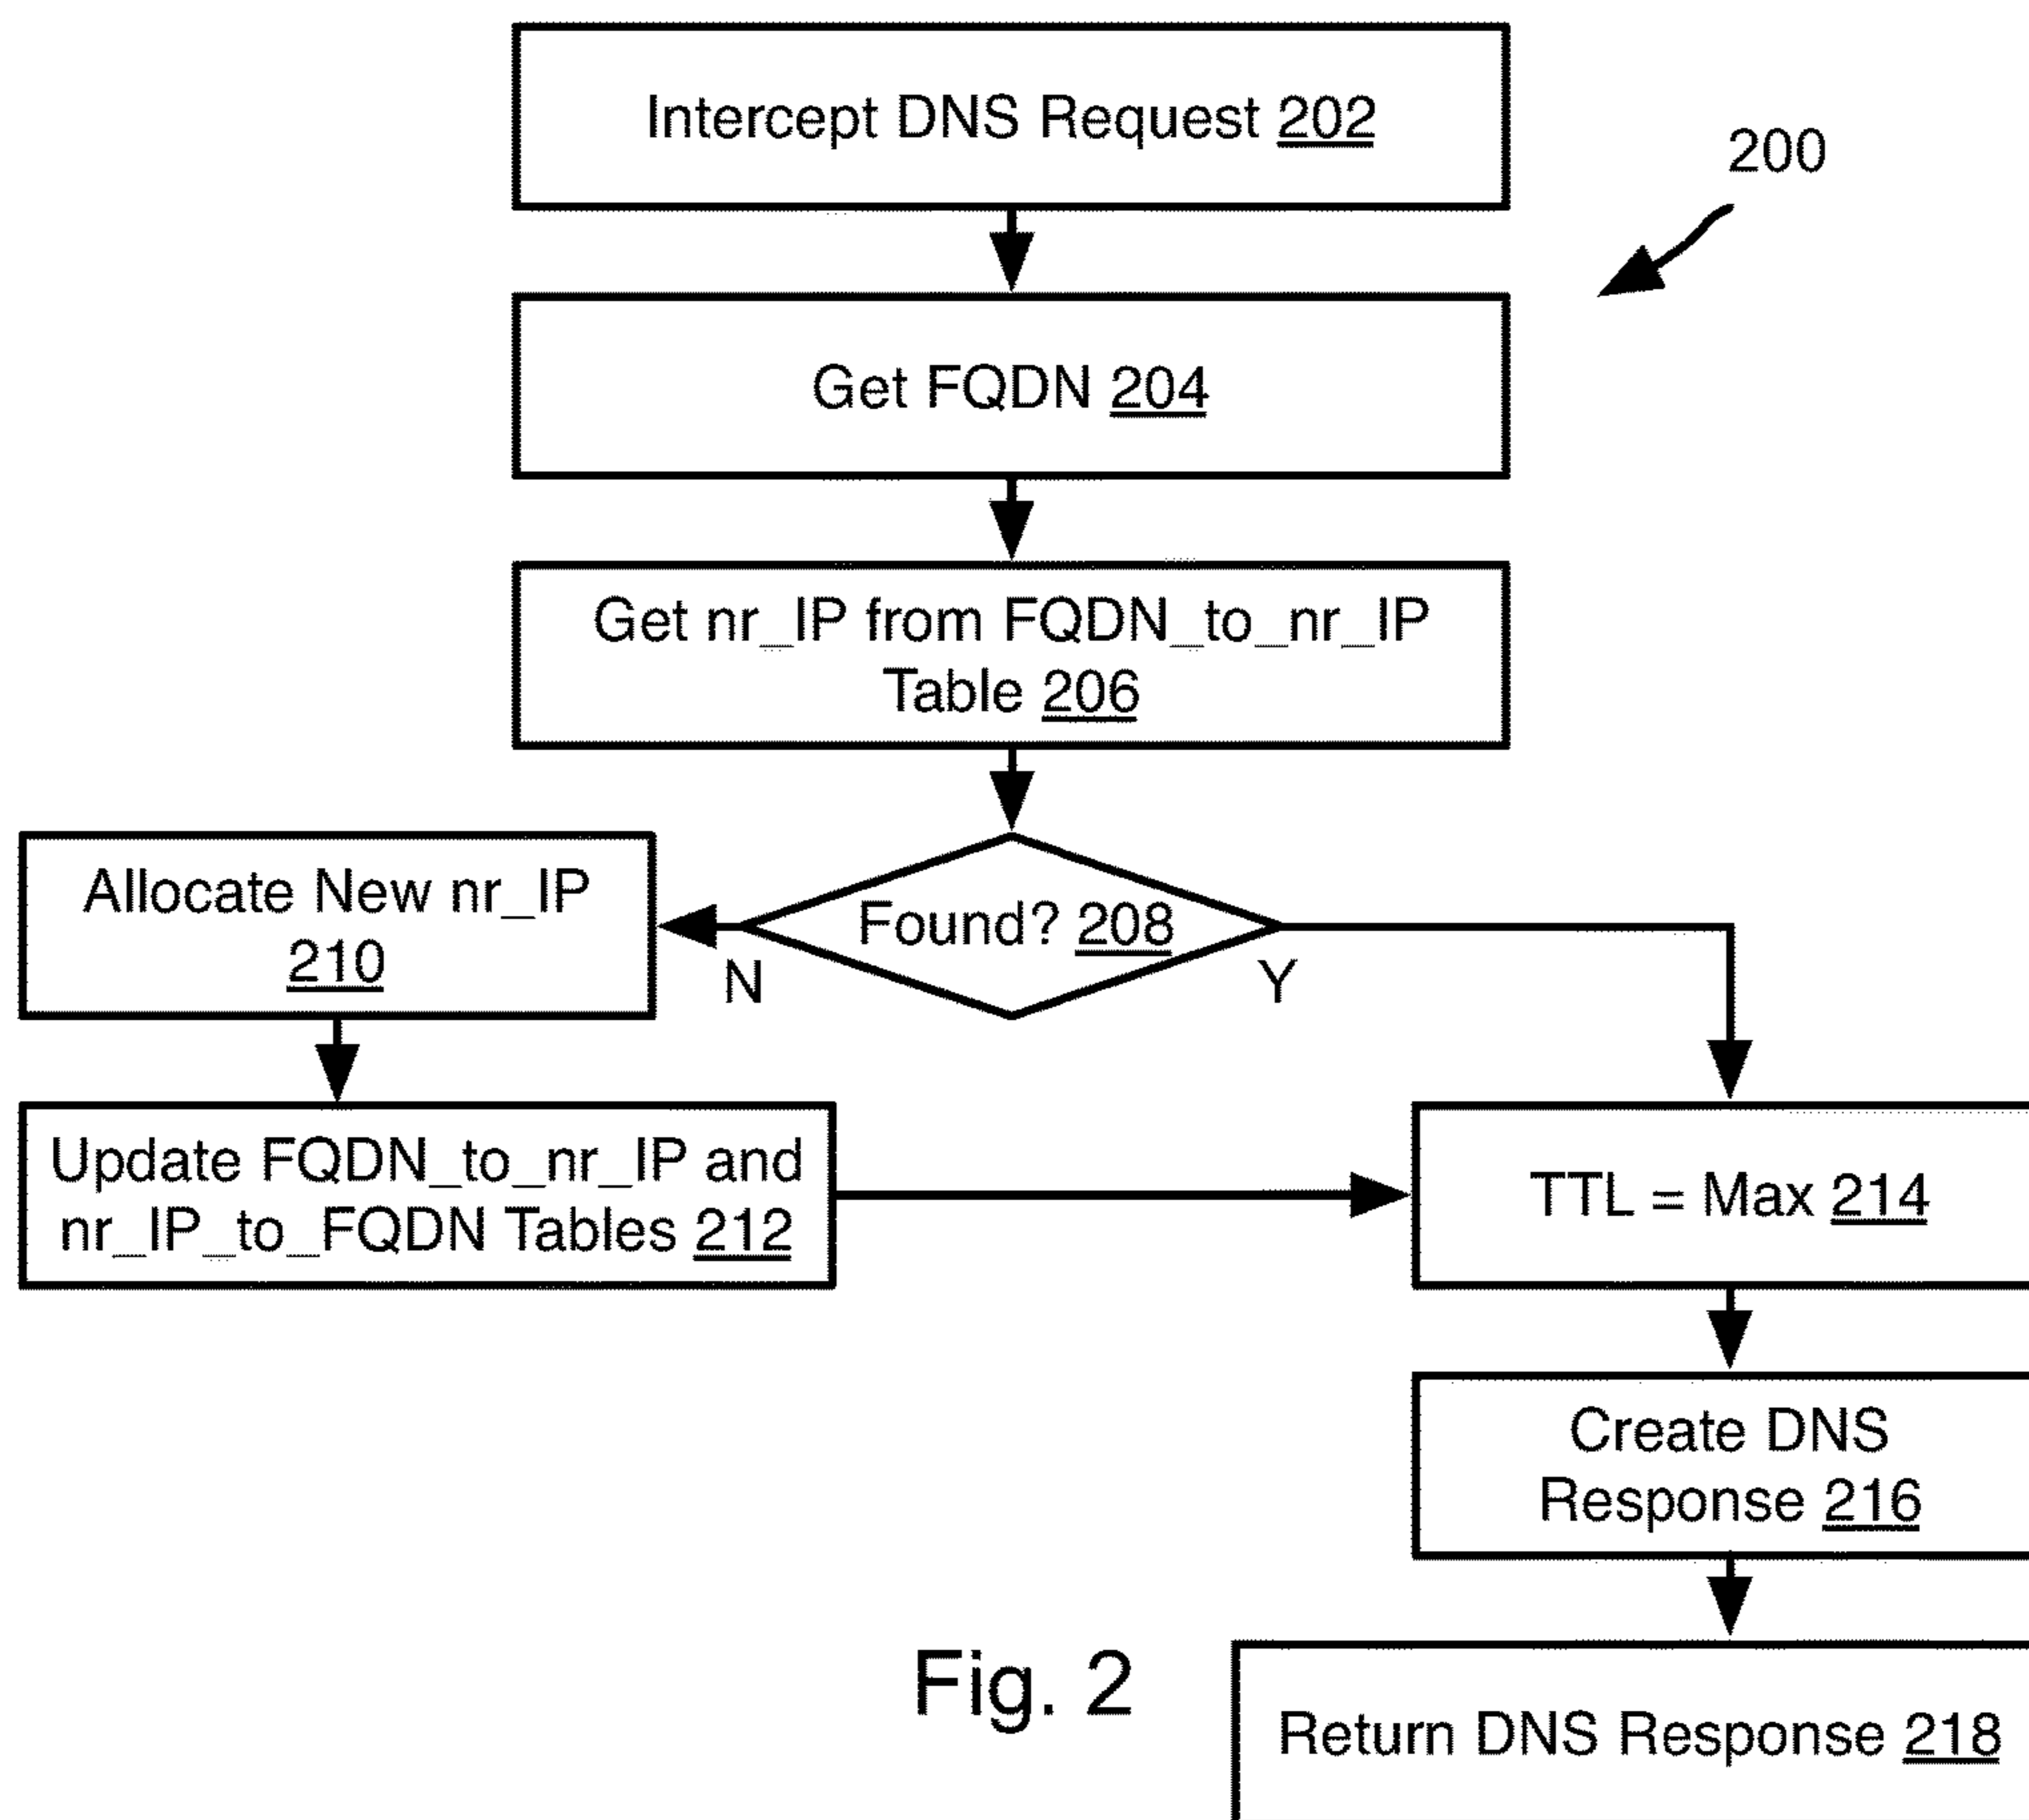 Intercept DNS Request 202
200
Get FQDN 204
Get nr_IP from FQDN_to_nr_IP
Table 206
Allocate New nr_IP
210
Found? 208
N
Y
Update FQDN_to_nr_IP and
nr_IP_to_FQDN Tables 212
TTL = Max 214
Create DNS
Response 216
Fig. 2
Return DNS Response 218